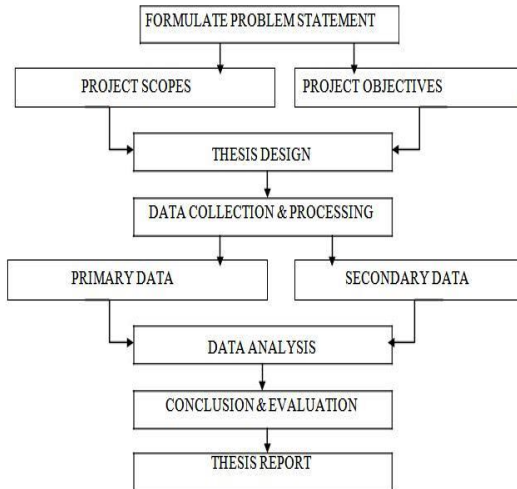 FORMULATE PROBLEM STATEMENT
PROJECT SCOPES
PROJECT OBJECTIVES
THESIS DESIGN
DATA COLLECTION & PROCESSING
PRIMARY DATA
SECONDARY DATA
DATA ANALYSIS
CONCLUSION & EVALUATION
THESIS REPORT